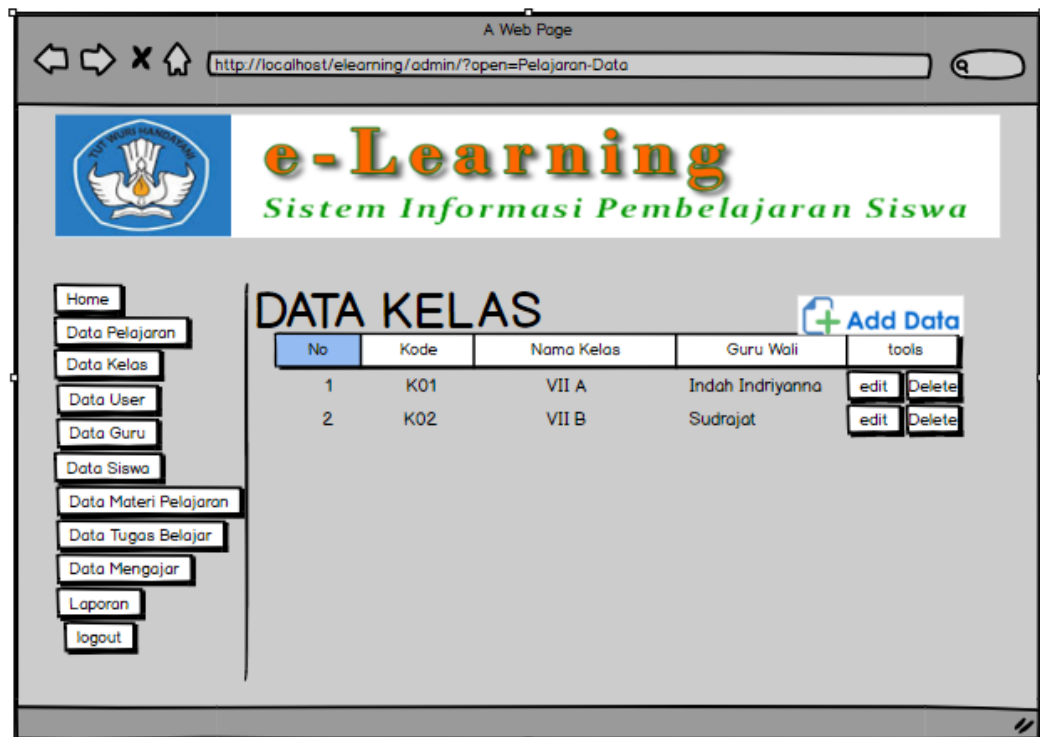 A Web Page
http://localhost/elearning/admin/?open=Pelajaran-Data
TUT WURI HANDAYANI
e-Learning
Sistem Informasi Pembelajaran Siswa
Home
Data Pelajaran
Data Kelas
Data User
Data Guru
Data Siswa
Data Materi Pelajaran
Data Tugas Belajar
Data Mengajar
Laporan
logout
DATA KELAS
Add Data
No Kode Nama Kelas Guru Wali tools
1 K01 VII A Indah Indriyanna edit Delete
2 K02 VII B Sudrajat edit Delete